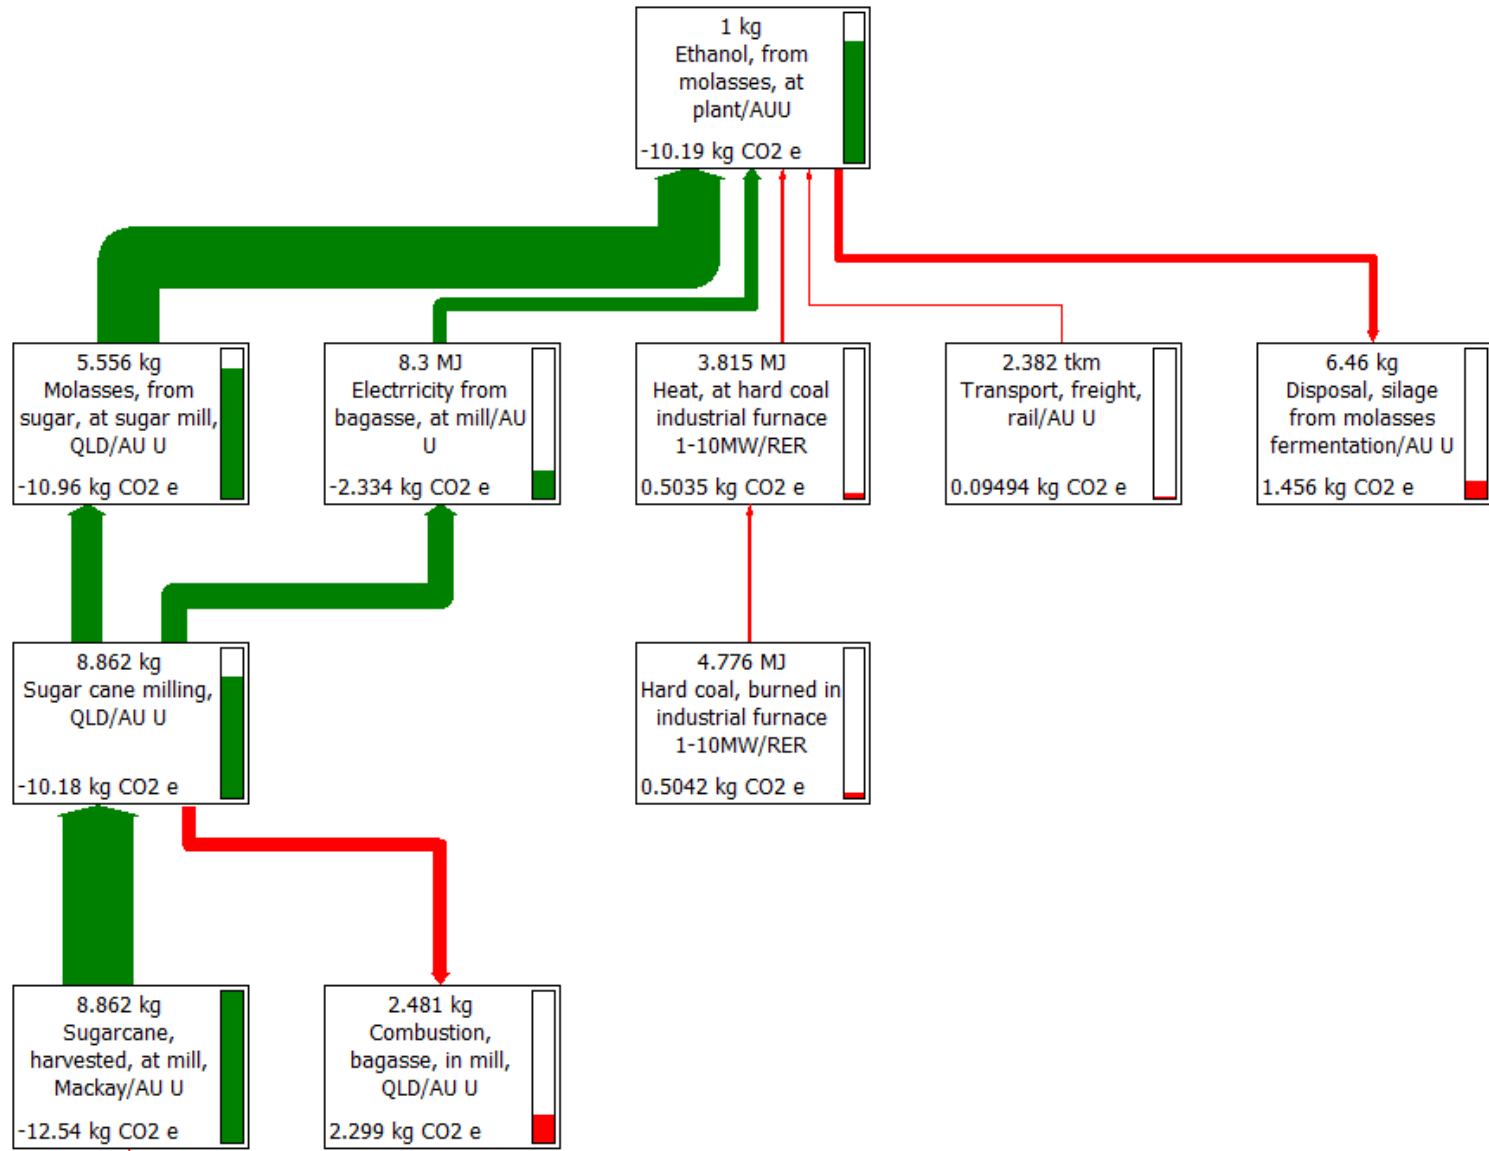 1 kg
Ethanol, from
molasses, at
plant/AUU
-10.19 kg CO2 e
5.556 kg
Molasses, from
sugar, at sugar mill,
QLD/AU U
-10.96 kg CO2 e
8.3 MJ
Electrricity from
bagasse, at mill/AU
U
-2.334 kg CO2 e
3.815 MJ
Heat, at hard coal
industrial furnace
1-10MW/RER
0.5035 kg CO2 e
2.382 tkm
Transport, freight,
rail/AU U
0.09494 kg CO2 e
6.46 kg
Disposal, silage
from molasses
fermentation/AU U
1.456 kg CO2 e
8.862 kg
Sugar cane milling,
QLD/AU U
-10.18 kg CO2 e
4.776 MJ
Hard coal, burned in
industrial furnace
1-10MW/RER
0.5042 kg CO2 e
8.862 kg
Sugarcane,
harvested, at mill,
Mackay/AU U
-12.54 kg CO2 e
2.481 kg
Combustion,
bagasse, in mill,
QLD/AU U
2.299 kg CO2 e